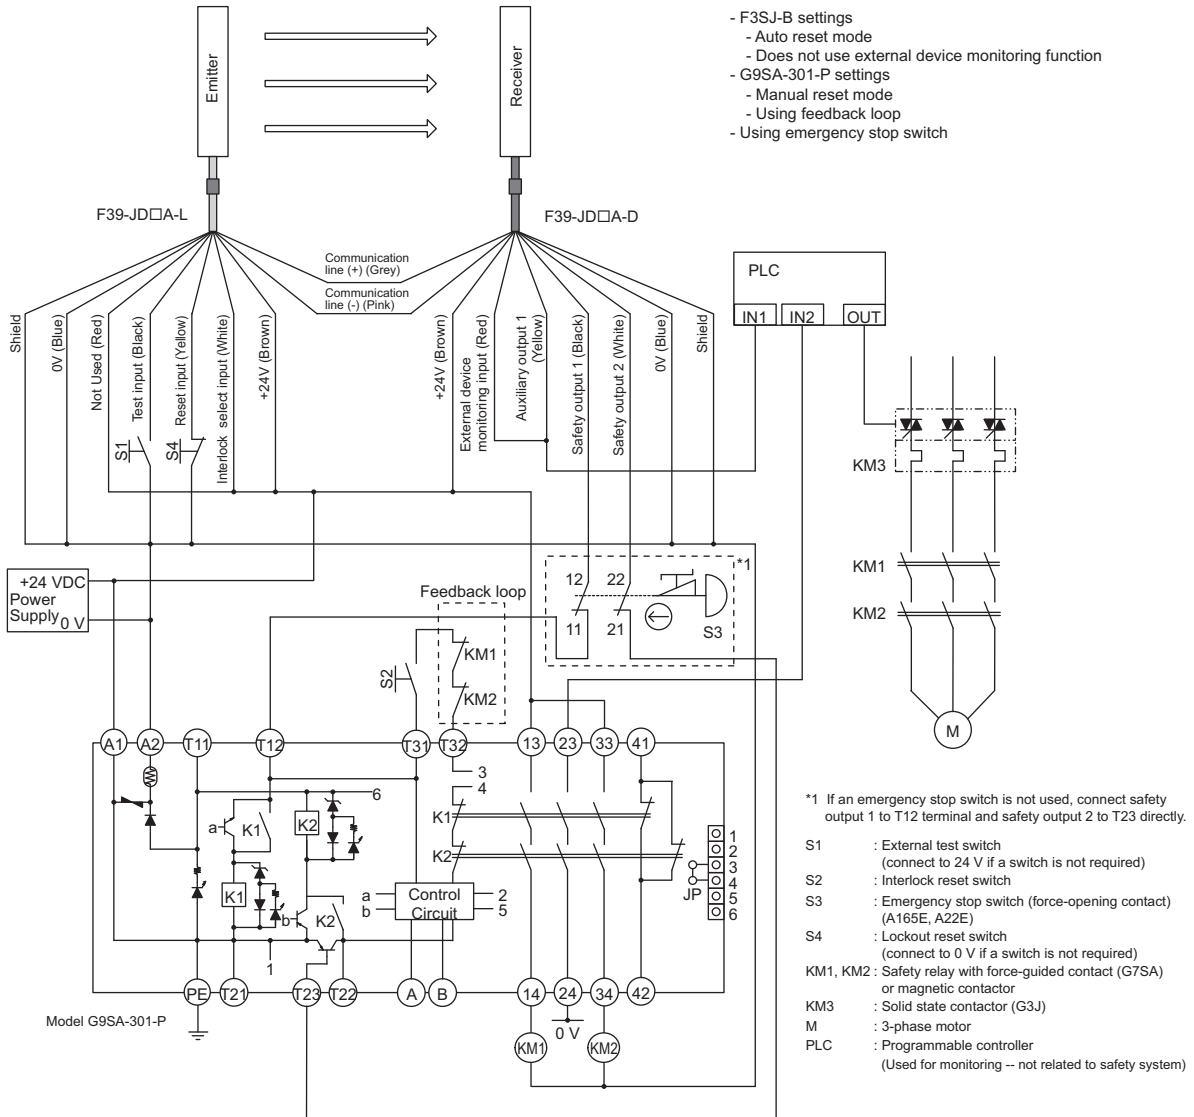 - F3SJ-B settings
- Auto reset mode
- Does not use external device monitoring function
- G9SA-301-P settings
- Manual reset mode
- Using feedback loop
- Using emergency stop switch
Emitter
Receiver
F39-JD□A-L
F39-JD□A-D
Communication
line (+) (Grey)
Communication
line (-) (Pink)
Shield
0V (Blue)
Not Used (Red)
Test input (Black)
Reset input (Yellow)
Interlock select input (White)
+24V (Brown)
+24V (Brown)
External device
monitoring input (Red)
Auxiliary output 1
(Yellow)
Safety output 1 (Black)
Safety output 2 (White)
0V (Blue)
Shield
PLC
IN1
IN2
OUT
S1
S4
KM3
KM1
KM2
M
+24 VDC
Power
Supply
0 V
Feedback loop
KM1
KM2
S2
*1
12
22
11
21
S3
A1
A2
T11
T12
T31
T32
13
23
33
41
3
4
6
a
K1
K2
K1
K2
K1
b
K2
a
b
Control
Circuit
2
5
1
JP
1
2
3
4
5
6
PE
T21
T23
T22
A
B
14
24
34
42
Model G9SA-301-P
0 V
KM1
KM2
*1 If an emergency stop switch is not used, connect safety
output 1 to T12 terminal and safety output 2 to T23 directly.
S1 : External test switch
(connect to 24 V if a switch is not required)
S2 : Interlock reset switch
S3 : Emergency stop switch (force-opening contact)
(A165E, A22E)
S4 : Lockout reset switch
(connect to 0 V if a switch is not required)
KM1, KM2 : Safety relay with force-guided contact (G7SA)
or magnetic contactor
KM3 : Solid state contactor (G3J)
M : 3-phase motor
PLC : Programmable controller
(Used for monitoring -- not related to safety system)